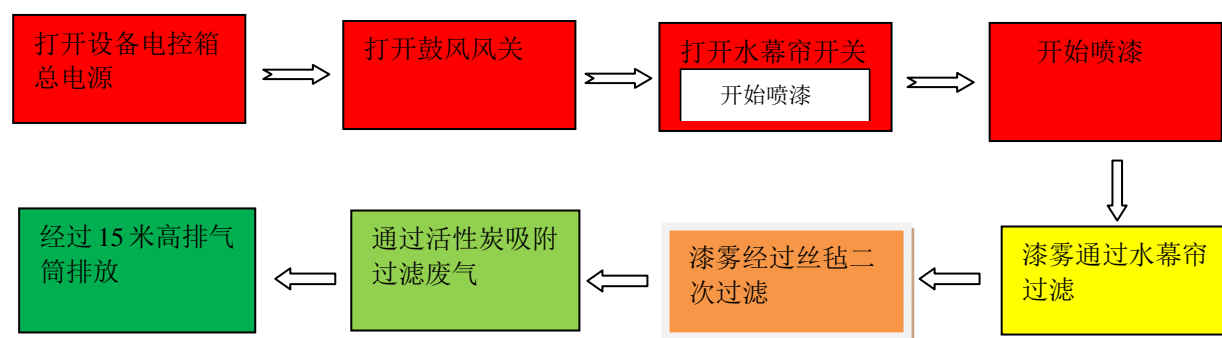 打开设备电控箱
总电源
打开鼓风风关
打开水幕帘开关
开始喷漆
开始喷漆
漆雾通过水幕帘
过滤
漆雾经过丝毡二
次过滤
通过活性炭吸附
过滤废气
经过15米高排气
筒排放